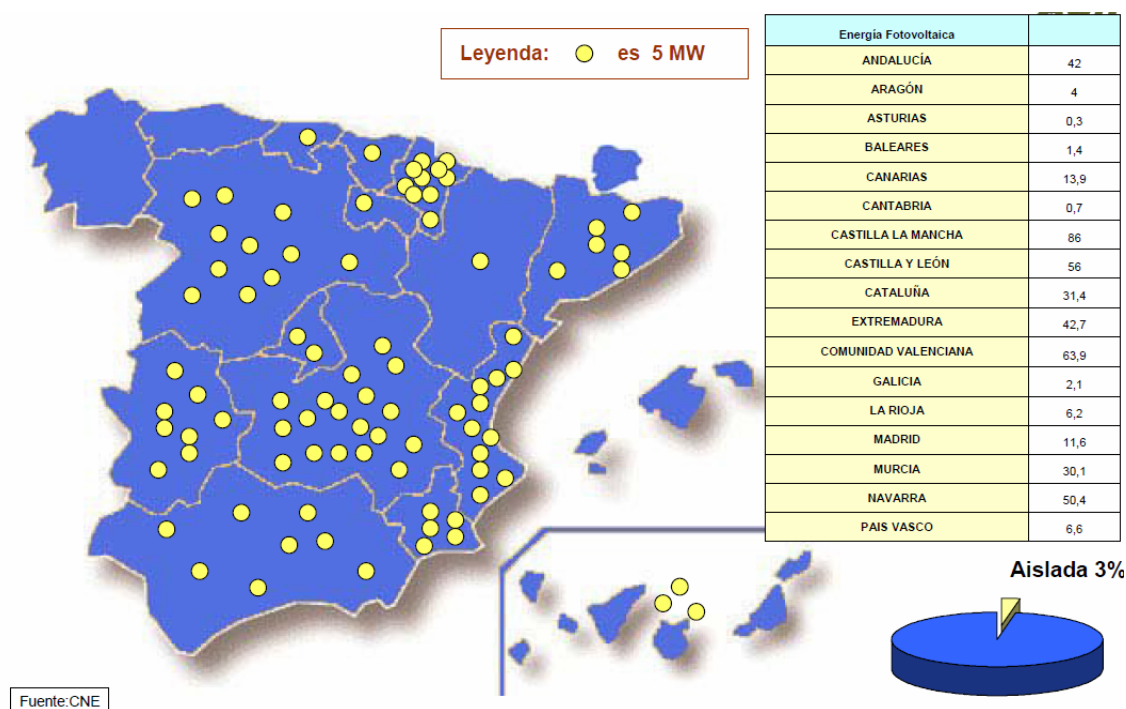 Leyenda: es 5 MW
Energía Fotovoltaica
ANDALUCÍA 42
ARAGÓN 4
ASTURIAS 0,3
BALEARES 1,4
CANARIAS 13,9
CANTABRIA 0,7
CASTILLA LA MANCHA 86
CASTILLA Y LEÓN 56
CATALUÑA 31,4
EXTREMADURA 42,7
COMUNIDAD VALENCIANA 63,9
GALICIA 2,1
LA RIOJA 6,2
MADRID 11,6
MURCIA 30,1
NAVARRA 50,4
PAIS VASCO 6,6
Aislada 3%
Fuente:CNE